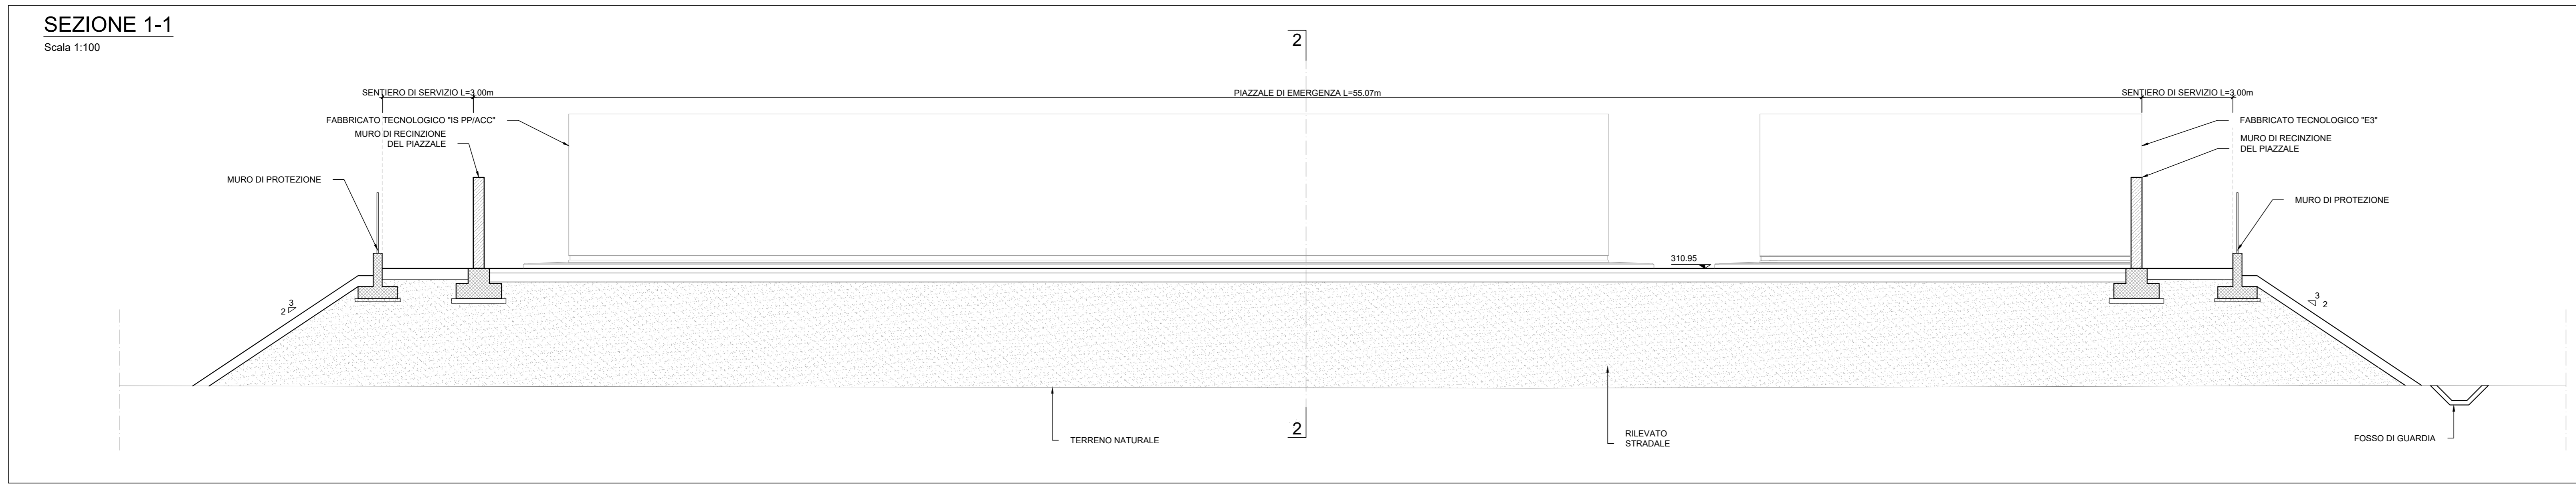 SEZIONE 1-1
Scala 1:100
2
SENTIERO DI SERVIZIO L=3.00m
PIAZZALE DI EMERGENZA L=55.07m
SENTIERO DI SERVIZIO L=3.00m
FABBRICATO TECNOLOGICO "IS PP/ACC"
FABBRICATO TECNOLOGICO "E3"
MURO DI RECINZIONE
DEL PIAZZALE
MURO DI RECINZIONE
DEL PIAZZALE
MURO DI PROTEZIONE
MURO DI PROTEZIONE
310.95
3
2
3
2
2
TERRENO NATURALE
RILEVATO
STRADALE
FOSSO DI GUARDIA